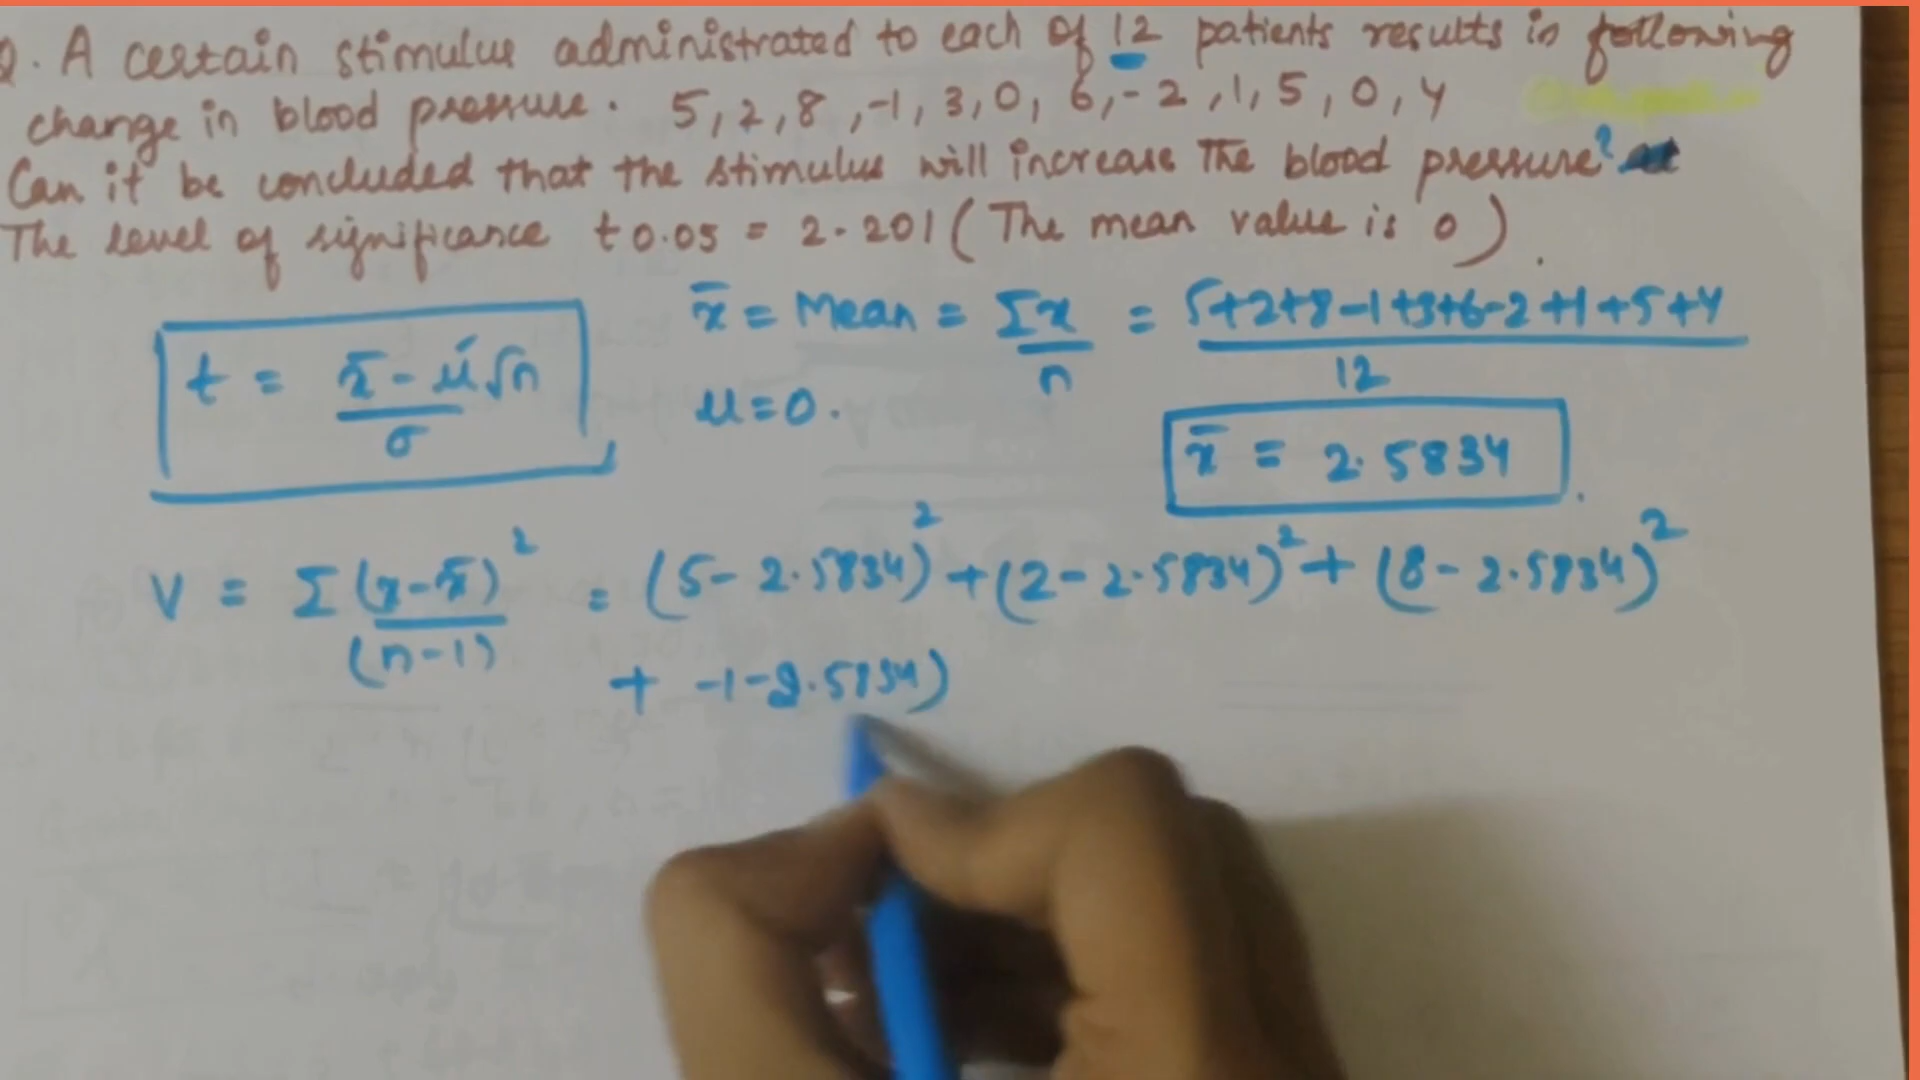 Q. A certain stimulus administrated to each of 12 patients results in following
change in blood pressure. 5, 2, 8, -1, 3, 0, 6, -2, 1, 5, 0, 4
Can it be concluded that the stimulus will increase The blood pressure?
The level of significance t0.05 = 2.201 (The mean value is 0).
t = x̄ - μ √n / σ
x̄ = Mean = Σx / n = 5+2+8-1+3+6-2+1+5+4 / 12
μ = 0.
x̄ = 2.5834
V = Σ(x-x̄)² / (n-1) = (5-2.5834)² + (2-2.5834)² + (8-2.5834)²
+ -1-2.5834)